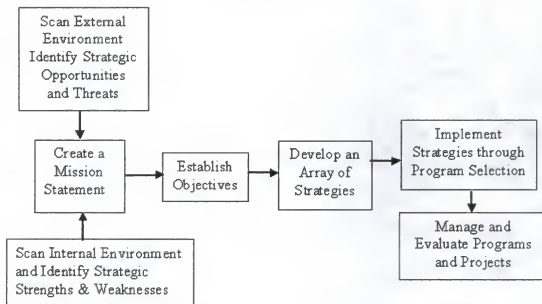 Scan External
Environment
Identify Strategic
Opportunities
and Threats
Create a
Mission
Statement
Scan Internal Environment
and Identify Strategic
Strengths & Weaknesses
Establish
Objectives
Develop an
Array of
Strategies
Implement
Strategies through
Program Selection
Manage and
Evaluate Programs
and Projects